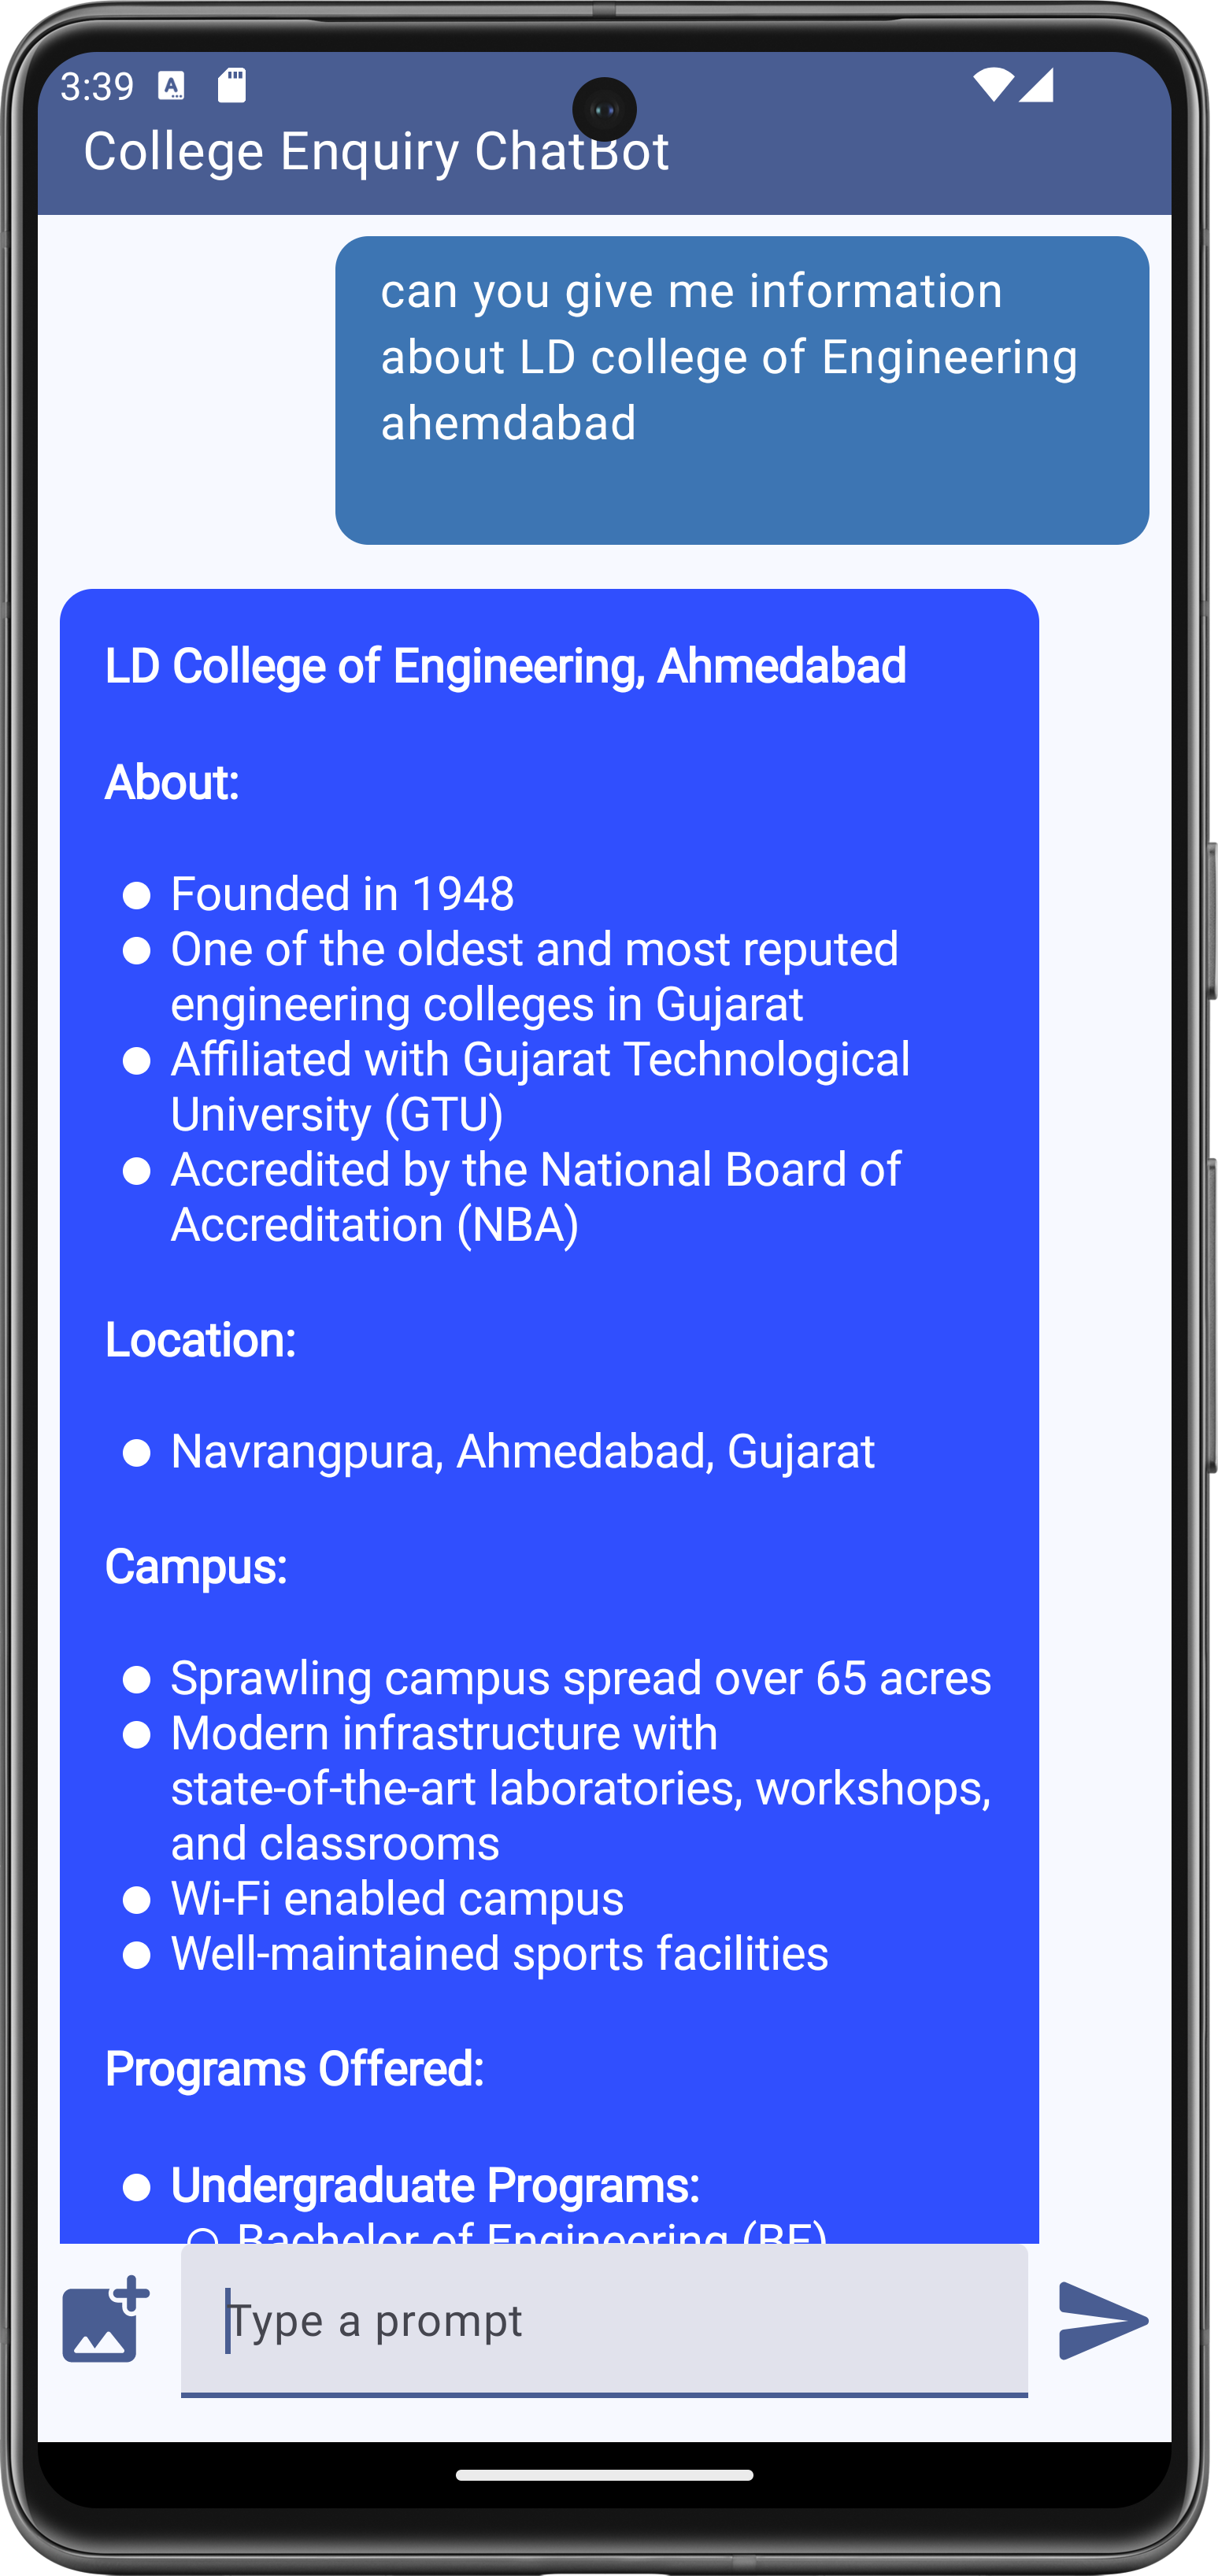 3:39
College Enquiry ChatBot
can you give me information
about LD college of Engineering
ahemdabad
LD College of Engineering, Ahmedabad
About:
Founded in 1948
One of the oldest and most reputed
engineering colleges in Gujarat
Affiliated with Gujarat Technological
University (GTU)
Accredited by the National Board of
Accreditation (NBA)
Location:
Navrangpura, Ahmedabad, Gujarat
Campus:
Sprawling campus spread over 65 acres
Modern infrastructure with
state-of-the-art laboratories, workshops,
and classrooms
Wi-Fi enabled campus
Well-maintained sports facilities
Programs Offered:
Undergraduate Programs:
Bachelor of Engineering (BE)
Type a prompt